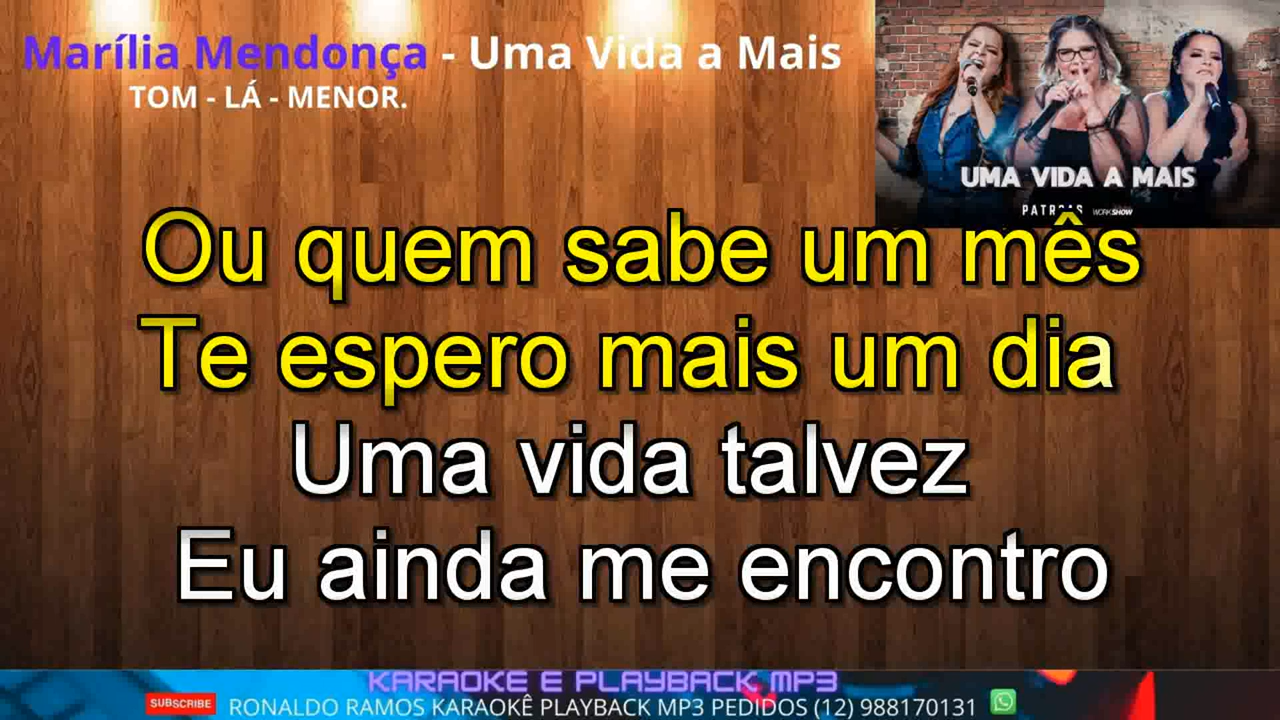 Marília Mendonça - Uma Vida a Mais
TOM - LÁ - MENOR.
UMA VIDA A MAIS
PATROAS WORKSHOW
Ou quem sabe um mês
Te espero mais um dia
Uma vida talvez
Eu ainda me encontro
KARAOKE E PLAYBACK MP3
SUBSCRIBE RONALDO RAMOS KARAOKÊ PLAYBACK MP3 PEDIDOS (12) 988170131